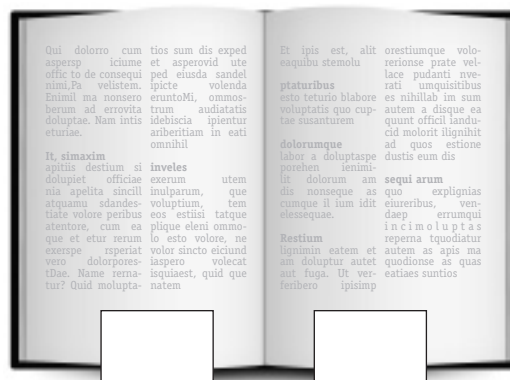 Qui dolorro cum
aspersp iciume
offic to de consequi
nimi,Pa velistem.
Enimil ma nonsero
berum ad errovita
doluptae. Nam intis
eturiae.
It, simaxim
apitiis destium si
dolupiet officiae
nia apelita sincill
atquamu sdandes-
tiate volore peribus
atentore, cum ea
que et etur rerum
exerspe rsperiat
vero dolorpores-
tDae. Name rerna-
tur? Quid molupta-
tios sum dis exped
et asperovid ute
ped eiusda sandel
ipicte volenda
eruntoMi, ommos-
trum audiatatis
idebiscia ipientur
ariberitiam in eati
omnihil
inveles
exerum utem
inulparum, que
voluptium, tem
eos estiisi tatque
plique eleni ommo-
lo esto volore, ne
volor sincto eiciund
iaspero volecat
isquiaest, quid que
natem
Et ipis est, alit
eaquibu stemolu
ptaturibus
esto teturio blabore
voluptatis quo cup-
tae susanturem
dolorumque
labor a doluptaspe
porehen ienimi-
lit dolorum am
dis nonseque as
cumque il ium idit
elessequae.
Restium
lignimin eatem et
am doluptur autet
aut fuga. Ut ver-
feribero ipisimp
orestiumque volo-
rerionse prate vel-
lace pudanti nve-
rati umquisitibus
es nihillab im sum
autem a disque ea
quunt officil landu-
cid molorit ilignihit
ad quos estione
dustis eum dis
sequi arum
quo explignias
eiureribus, ven-
daep errumqui
incimoluptas
reperna tquodiatur
autem as apis ma
quodionse as quas
eatiaes suntios